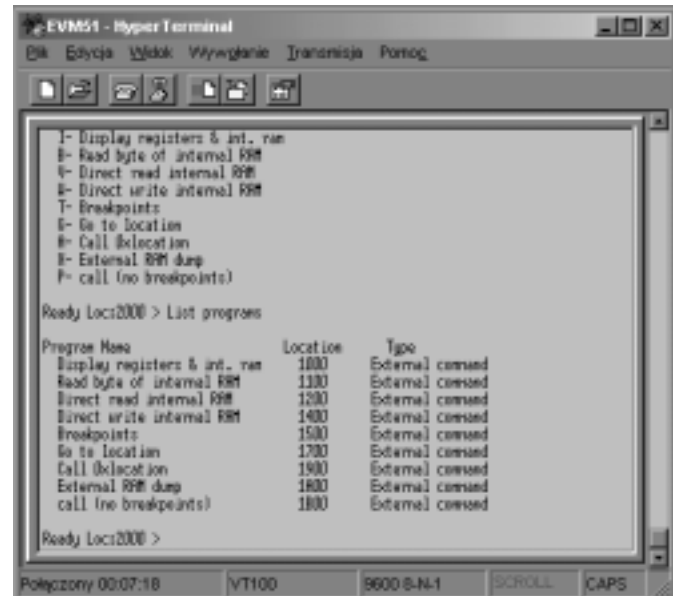 EVM51 - HyperTerminal
Plik Edycja Widok Wywołanie Transmisja Pomoc
I- Display registers & int. ram
B- Read byte of internal RAM
V- Direct read internal RAM
W- Direct write internal RAM
T- Breakpoints
G- Go to location
- Call location
- External RAM dump
P- call (no breakpoints)
Ready Loc:2000 > List programs
Program Name Location Type
Display registers & int. ram 1000 External command
Read byte of internal RAM 1100 External command
Direct read internal RAM 1200 External command
Direct write internal RAM 1400 External command
Breakpoints 1500 External command
Go to location 1700 External command
Call location 1900 External command
External RAM dump External command
call (no breakpoints) External command
Ready Loc:2000 >
Połączony 00:07:18 VT100 9600 8-N-1 SCROLL CAPS